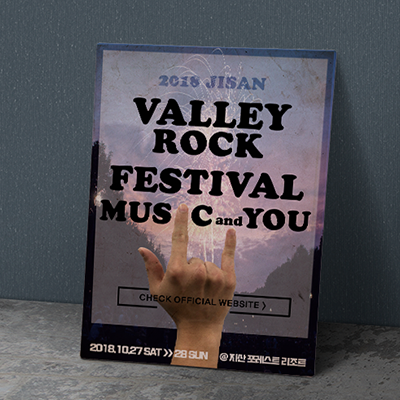 2018 JISAN
VALLEY
ROCK
FESTIVAL
MUS C and YOU
CHECK OFFICIAL WEBSITE 〉
2018.10.27 SAT 》 28 SUN @ 지산 포레스트 리조트